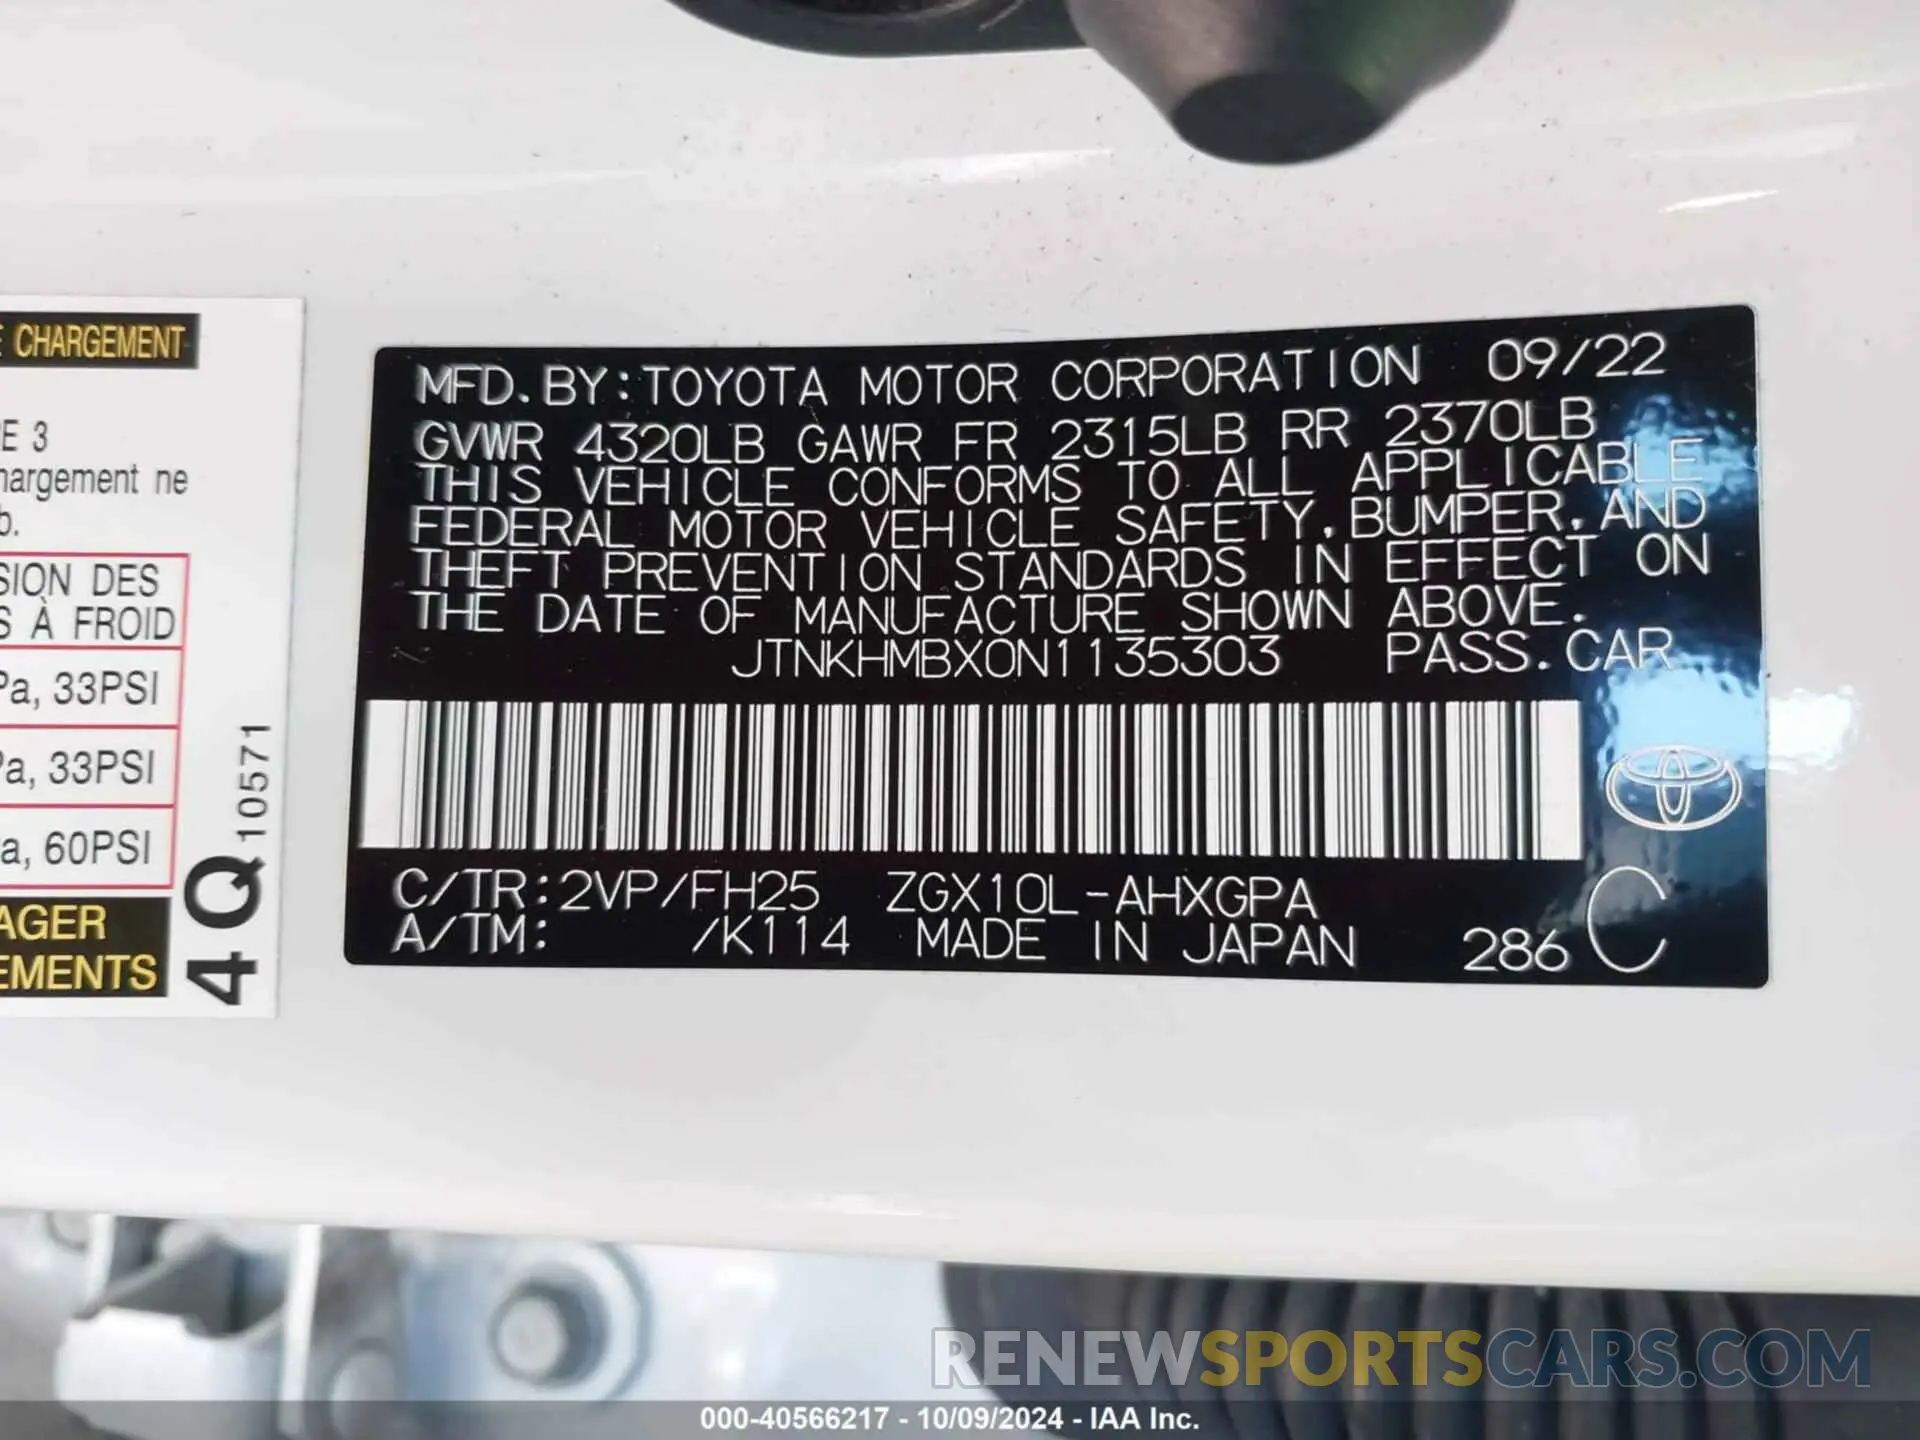 E CHARGEMENT
RE 3
hargement ne
b.
SION DES
S À FROID
Pa, 33PSI
Pa, 33PSI
a, 60PSI
AGER
EMENTS
4Q 10571
MFD. BY: TOYOTA MOTOR CORPORATION 09/22
GVWR 4320LB GAWR FR 2315LB RR 2370LB
THIS VEHICLE CONFORMS TO ALL APPLICABLE
FEDERAL MOTOR VEHICLE SAFETY, BUMPER, AND
THEFT PREVENTION STANDARDS IN EFFECT ON
THE DATE OF MANUFACTURE SHOWN ABOVE.
JTNKHMBX0N1135303 PASS. CAR
C/TR: 2VP/FH25 ZGX10L-AHXGPA
A/TM: /K114 MADE IN JAPAN 286 C
RENEWSPORTSCARS.COM
000-40566217 - 10/09/2024 - IAA Inc.